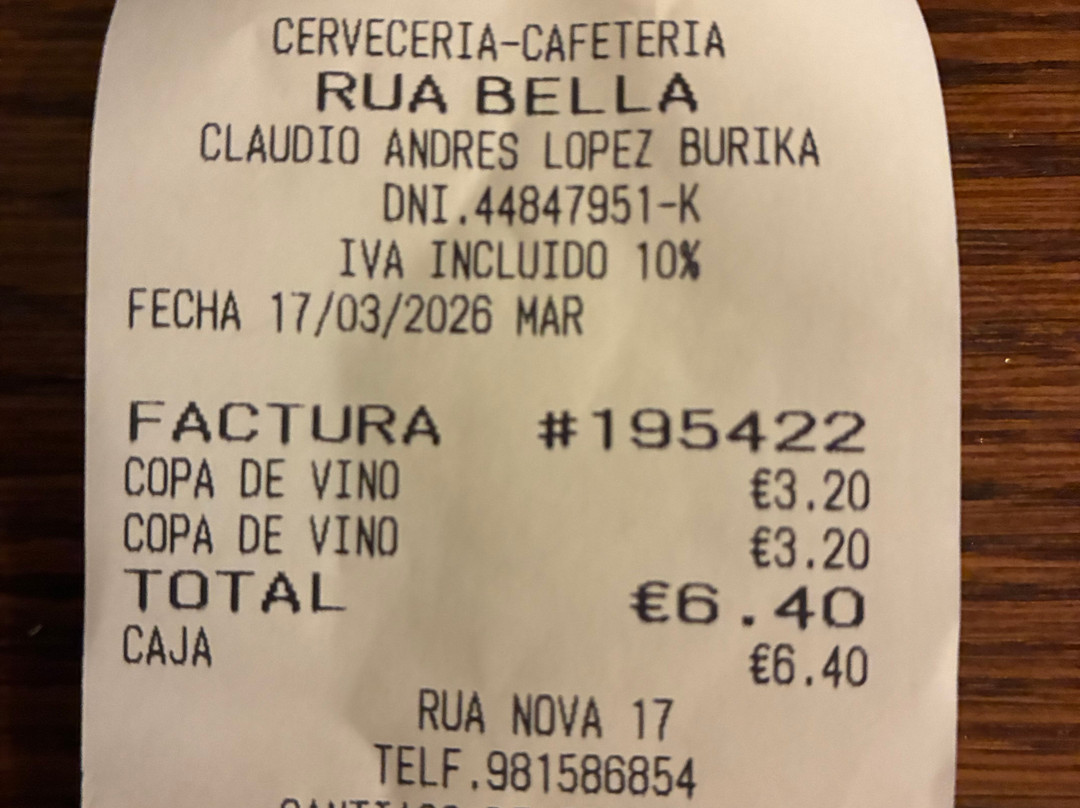 CERVECERIA-CAFETERIA
RUA BELLA
CLAUDIO ANDRES LOPEZ BURIKA
DNI.44847951-K
IVA INCLUIDO 10%
FECHA 17/03/2026 MAR
FACTURA #195422
COPA DE VINO €3.20
COPA DE VINO €3.20
TOTAL €6.40
CAJA €6.40
RUA NOVA 17
TELF.981586854